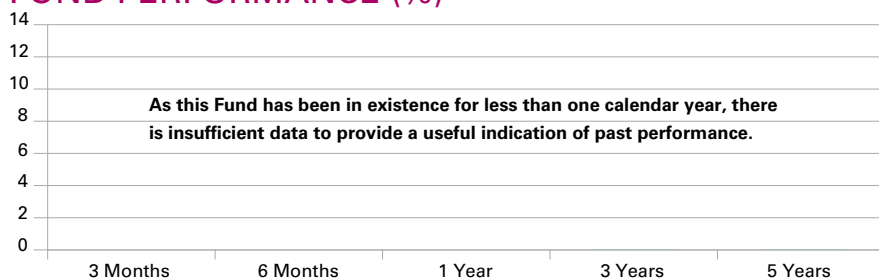 FUND PERFORMANCE (%)
14
12
10
As this Fund has been in existence for less than one calendar year, there
8
is insufficient data to provide a useful indication of past performance.
6
4
2
0
3 Months 6 Months 1 Year 3 Years 5 Years